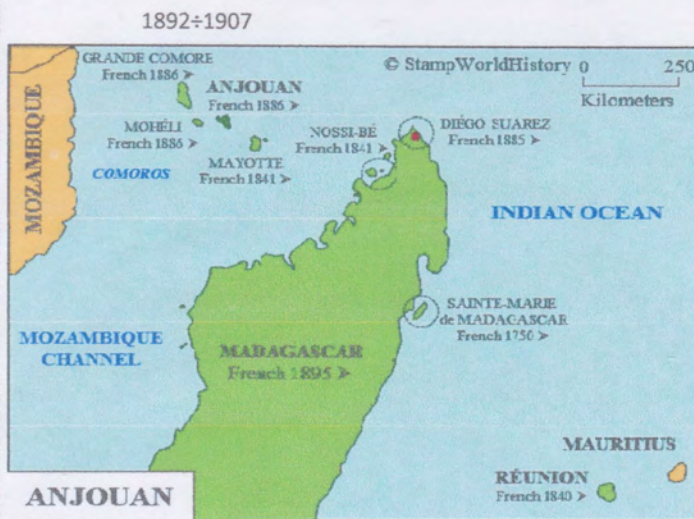 1892÷1907
GRANDE COMORE
French 1886 ➤
ANJOUAN
French 1886 ➤
© StampWorldHistory
0 250
Kilometers
MOZAMBIQUE
MOHÉLI
French 1886 ➤
MAYOTTE
French 1841 ➤
COMOROS
NOSSI-BÉ
French 1841 ➤
DIÉGO SUAREZ
French 1885 ➤
INDIAN OCEAN
SAINTE-MARIE
de MADAGASCAR
French 1750 ➤
MOZAMBIQUE
CHANNEL
MADAGASCAR
French 1895 ➤
MAURITIUS
RÉUNION
French 1840 ➤
ANJOUAN